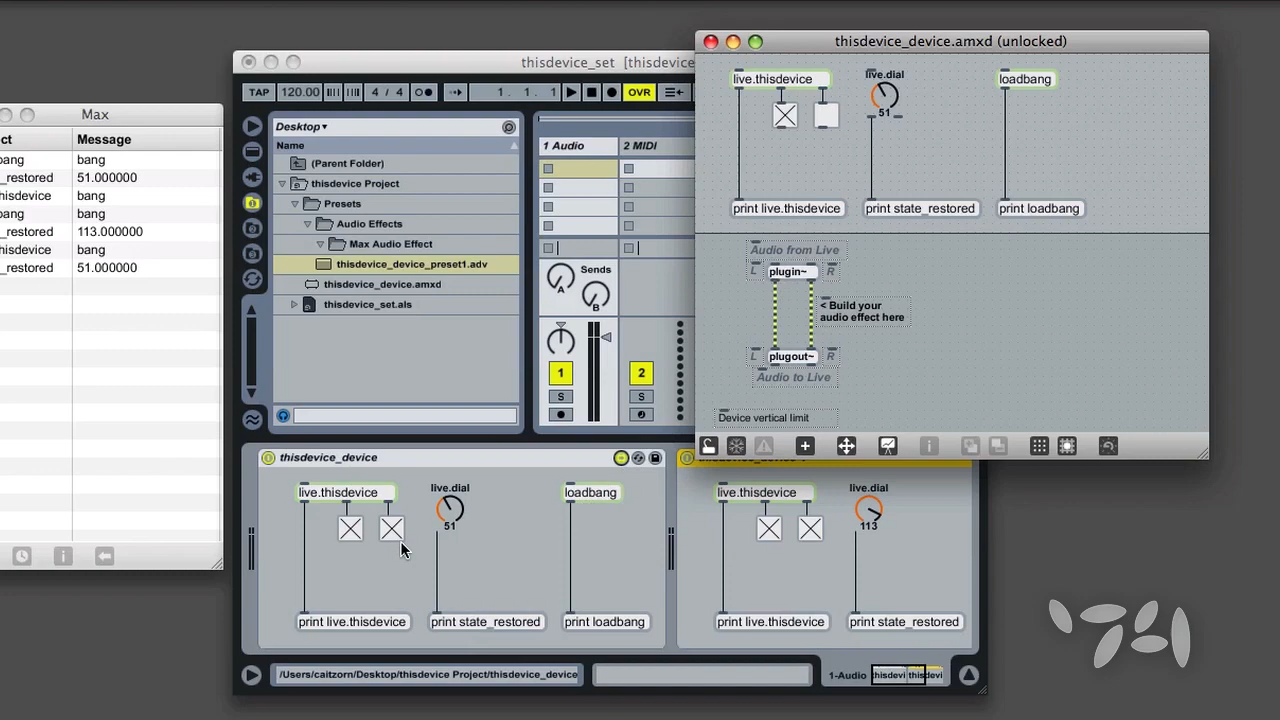 Max
ct
Message
bang
bang
_restored
51.000000
hisdevice
bang
bang
bang
_restored
113.000000
hisdevice
bang
_restored
51.000000
thisdevice_set [thisdevice
TAP
120.00
4 / 4
1. 1. 1
OVR
Desktop
Name
(Parent Folder)
thisdevice Project
Presets
Audio Effects
Max Audio Effect
thisdevice_device_preset1.adv
thisdevice_device.amxd
thisdevice_set.als
1 Audio
2 MIDI
Sends
A
B
1
2
S
S
thisdevice_device.amxd (unlocked)
live.thisdevice
live.dial
51
loadbang
print live.thisdevice
print state_restored
print loadbang
Audio from Live
L
plugin~
R
< Build your
audio effect here
L
plugout~
R
Audio to Live
Device vertical limit
thisdevice_device
live.thisdevice
live.dial
51
loadbang
print live.thisdevice
print state_restored
print loadbang
live.thisdevice
live.dial
113
print live.thisdevice
print state_restored
/Users/caitzorn/Desktop/thisdevice Project/thisdevice_device
1-Audio
thisdevi
thisdevi